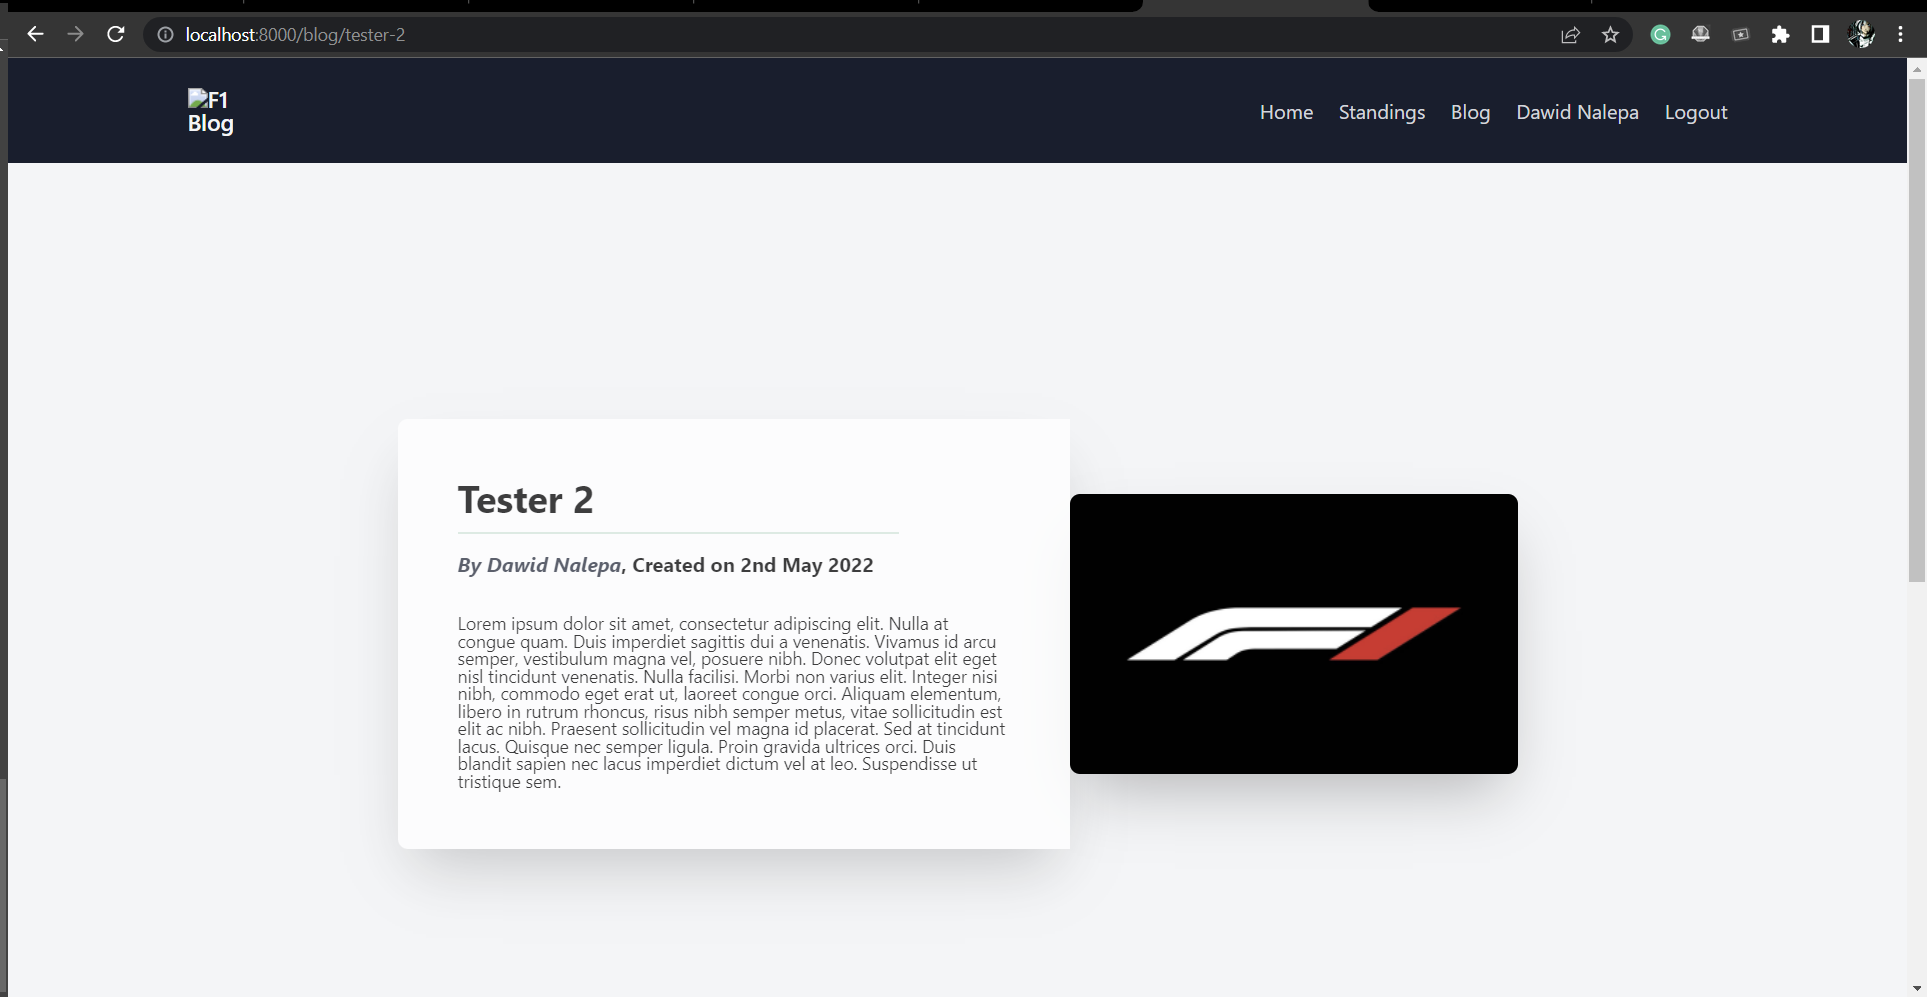 localhost:8000/blog/tester-2
F1
Blog
Home Standings Blog Dawid Nalepa Logout
Tester 2
By Dawid Nalepa, Created on 2nd May 2022
Lorem ipsum dolor sit amet, consectetur adipiscing elit. Nulla at
congue quam. Duis imperdiet sagittis dui a venenatis. Vivamus id arcu
semper, vestibulum magna vel, posuere nibh. Donec volutpat elit eget
nisl tincidunt venenatis. Nulla facilisi. Morbi non varius elit. Integer nisi
nibh, commodo eget erat ut, laoreet congue orci. Aliquam elementum,
libero in rutrum rhoncus, risus nibh semper metus, vitae sollicitudin est
elit ac nibh. Praesent sollicitudin vel magna id placerat. Sed at tincidunt
lacus. Quisque nec semper ligula. Proin gravida ultrices orci. Duis
blandit sapien nec lacus imperdiet dictum vel at leo. Suspendisse ut
tristique sem.
F1